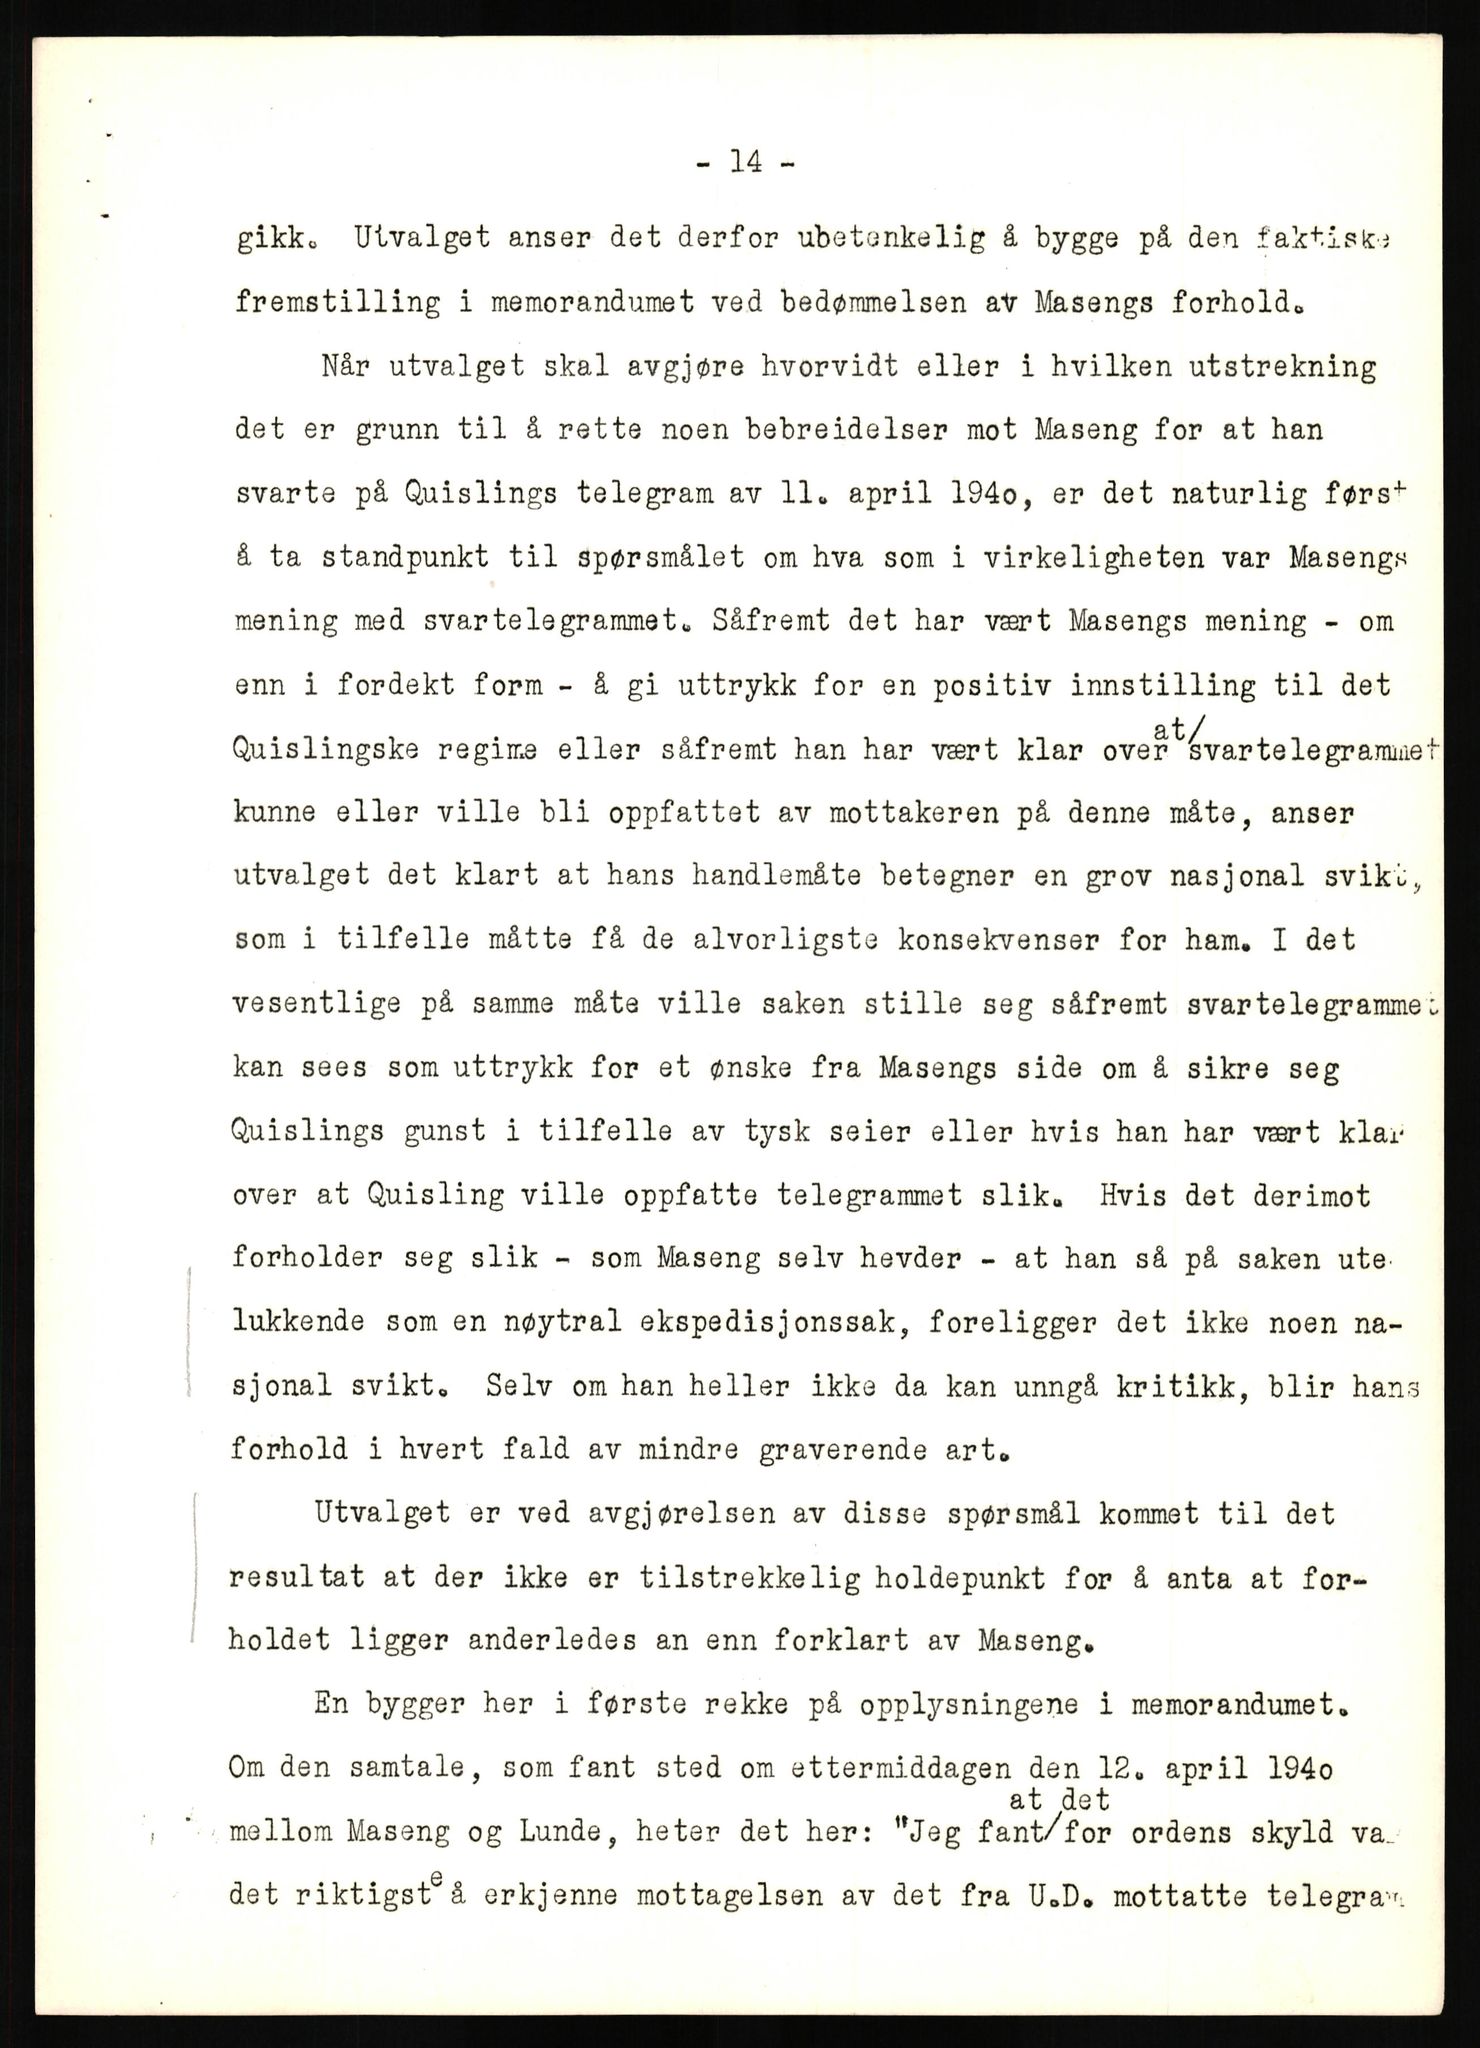 - 14 -
gikk. Utvalget anser det derfor ubetenkelig å bygge på den faktiske
fremstilling i memorandumet ved bedømmelsen av Masengs forhold.
Når utvalget skal avgjøre hvorvidt eller i hvilken utstrekning
det er grunn til å rette noen bebreidelser mot Maseng for at han
svarte på Quislings telegram av 11. april 194o, er det naturlig først
å ta standpunkt til spørsmålet om hva som i virkeligheten var Masengs
mening med svartelegrammet. Såfremt det har vært Masengs mening - om
enn i fordekt form - å gi uttrykk for en positiv innstilling til det
Quislingske regime eller såfremt han har vært klar over at/ svartelegrammet
kunne eller ville bli oppfattet av mottakeren på denne måte, anser
utvalget det klart at hans handlemåte betegner en grov nasjonal svikt,
som i tilfelle måtte få de alvorligste konsekvenser for ham. I det
vesentlige på samme måte ville saken stille seg såfremt svartelegrammet
kan sees som uttrykk for et ønske fra Masengs side om å sikre seg
Quislings gunst i tilfelle av tysk seier eller hvis han har vært klar
over at Quisling ville oppfatte telegrammet slik. Hvis det derimot
forholder seg slik - som Maseng selv hevder - at han så på saken ute
lukkende som en nøytral ekspedisjonssak, foreligger det ikke noen na-
sjonal svikt. Selv om han heller ikke da kan unngå kritikk, blir hans
forhold i hvert fald av mindre graverende art.
Utvalget er ved avgjørelsen av disse spørsmål kommet til det
resultat at der ikke er tilstrekkelig holdepunkt for å anta at for-
holdet ligger anderledes an enn forklart av Maseng.
En bygger her i første rekke på opplysningene i memorandumet.
Om den samtale, som fant sted om ettermiddagen den 12. april 194o
at det
mellom Maseng og Lunde, heter det her: "Jeg fant/for ordens skyld va
det riktigste å erkjenne mottagelsen av det fra U.D. mottatte telegram